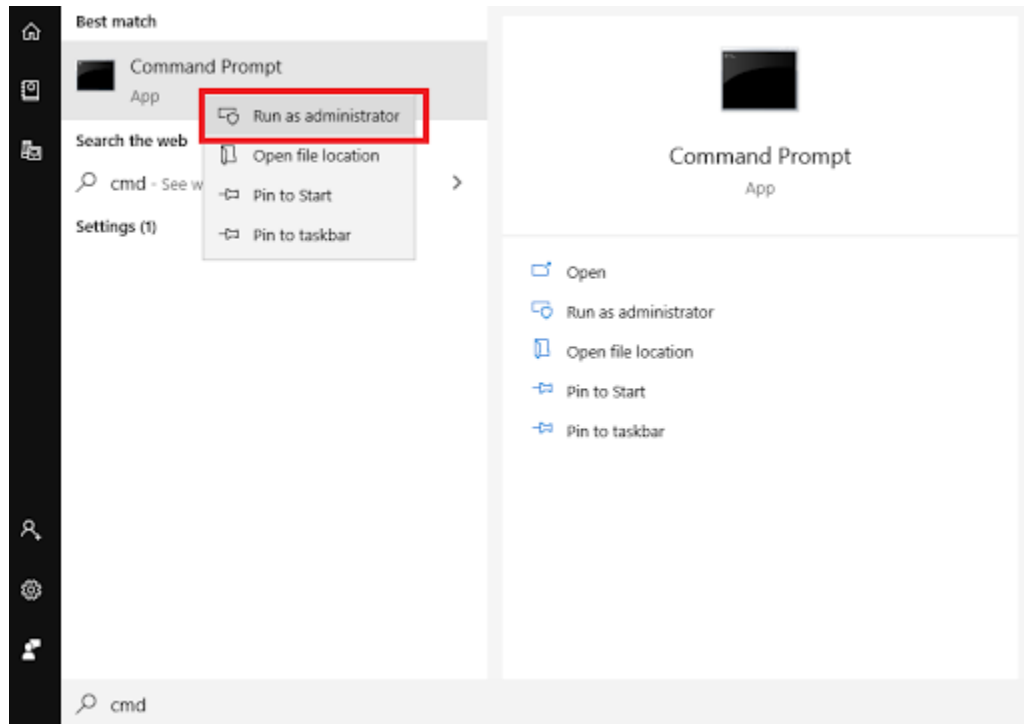 Best match
Command Prompt
App
Run as administrator
Search the web
Open file location
cmd - See w
Pin to Start
Settings (1)
Pin to taskbar
Command Prompt
App
Open
Run as administrator
Open file location
Pin to Start
Pin to taskbar
cmd